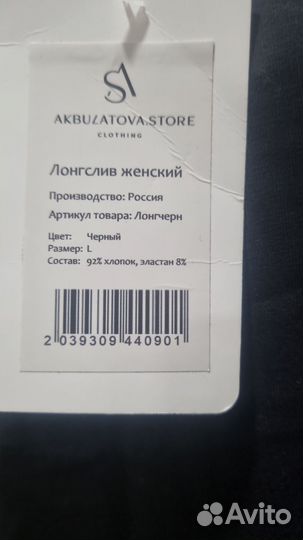 SA
AKBULATOVA.STORE
CLOTHING
Лонгслив женский
Производство: Россия
Артикул товара: Лонгчерн
Цвет: Черный
Размер: L
Состав: 92% хлопок, эластан 8%
2 039309 440901
Avito